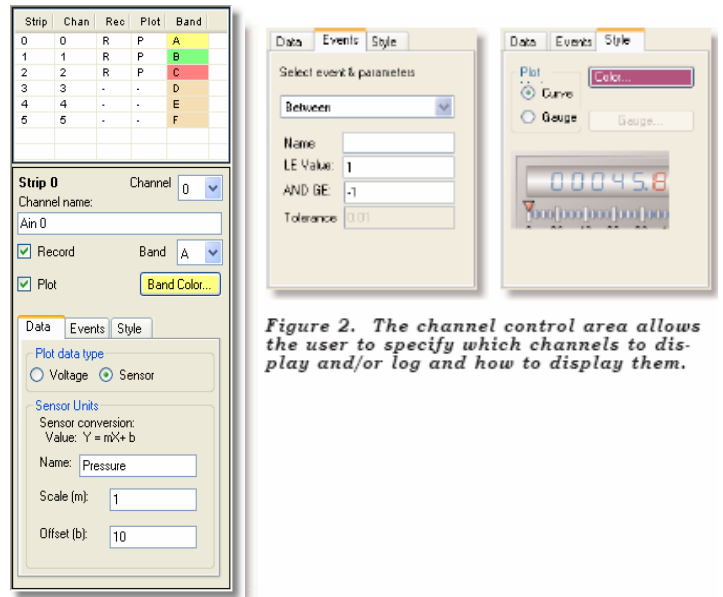 Strip Chan Rec Plot Band
0 0 R P A
1 1 R P B
2 2 R P C
3 3 - - D
4 4 - - E
5 5 - - F
Strip 0 Channel 0
Channel name:
Ain 0
Record Band A
Plot Band Color...
Data Events Style
Plot data type
Voltage Sensor
Sensor Units
Sensor conversion:
Value: Y = mX+ b
Name: Pressure
Scale (m): 1
Offset (b): 10
Data Events Style
Select event & parameters
Between
Name
LE Value: 1
AND GE: -1
Tolerance 0.01
Data Events Style
Plot
Color...
Curve
Gauge Gauge...
00045.8
Figure 2. The channel control area allows
the user to specify which channels to dis-
play and/or log and how to display them.